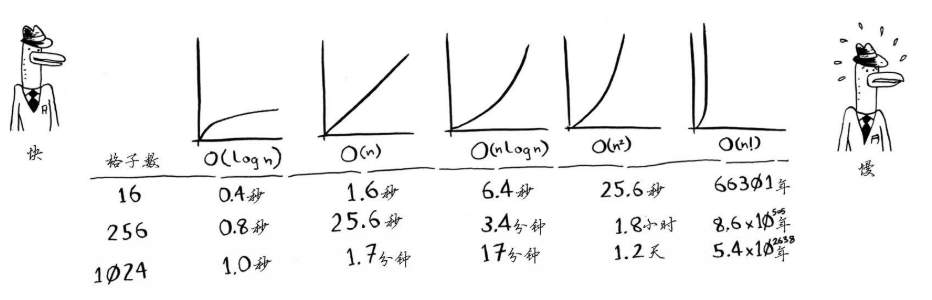 O(log n) O(n) O(n log n) O(n²) O(n!)
快 格子数 慢
16 0.4秒 1.6秒 6.4秒 25.6秒 66301年
256 0.8秒 25.6秒 3.4分钟 1.8小时 8.6x10⁵⁰⁵年
1024 1.0秒 1.7分钟 17分钟 1.2天 5.4x10²⁶³⁸年